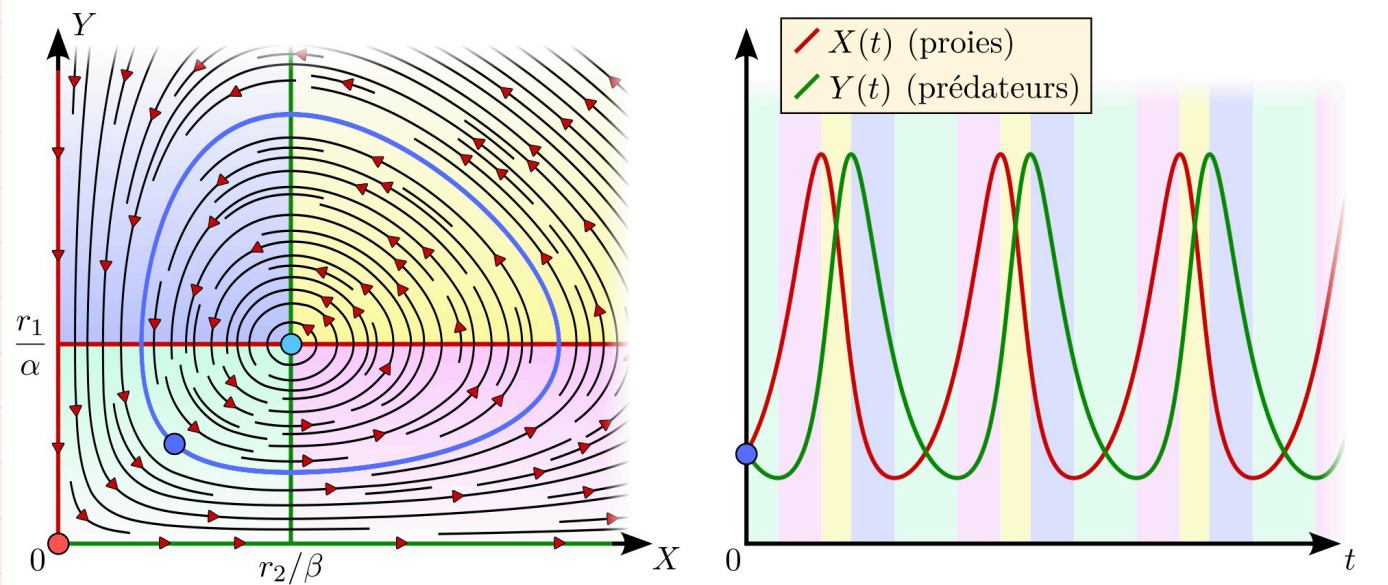 Y
r₁
α
0
r₂/β
X
X(t) (proies)
Y(t) (prédateurs)
0
t